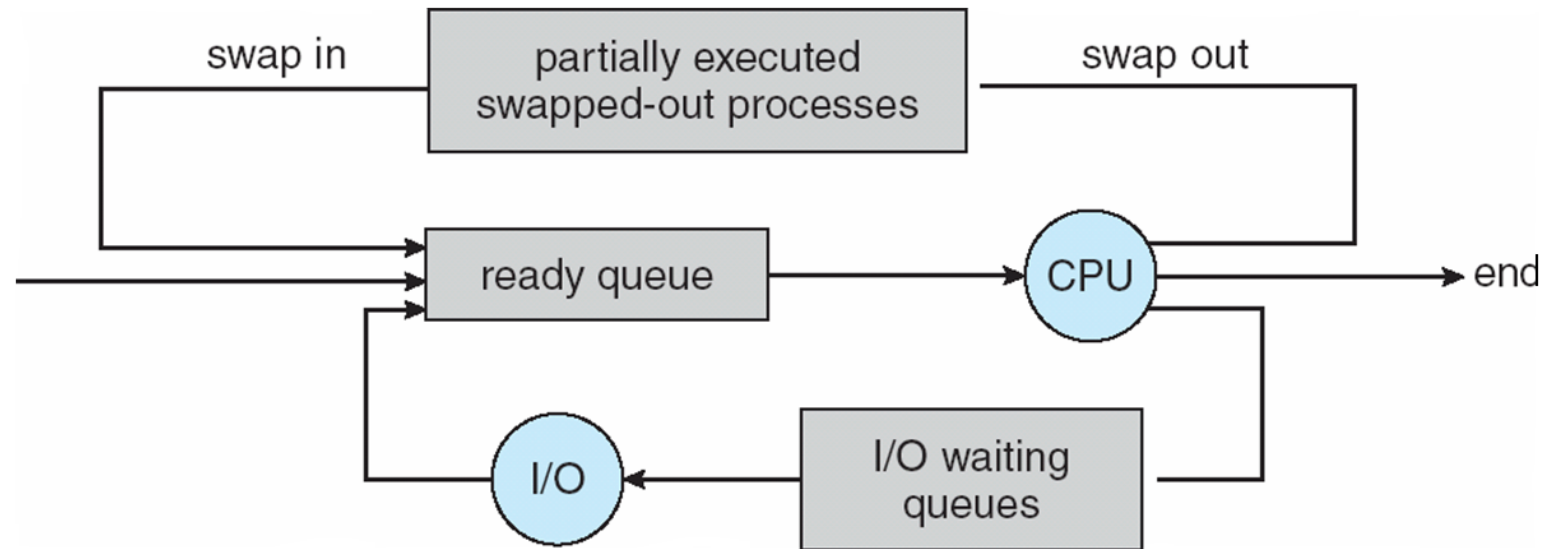 swap in
partially executed
swapped-out processes
swap out
ready queue
CPU
end
I/O
I/O waiting
queues